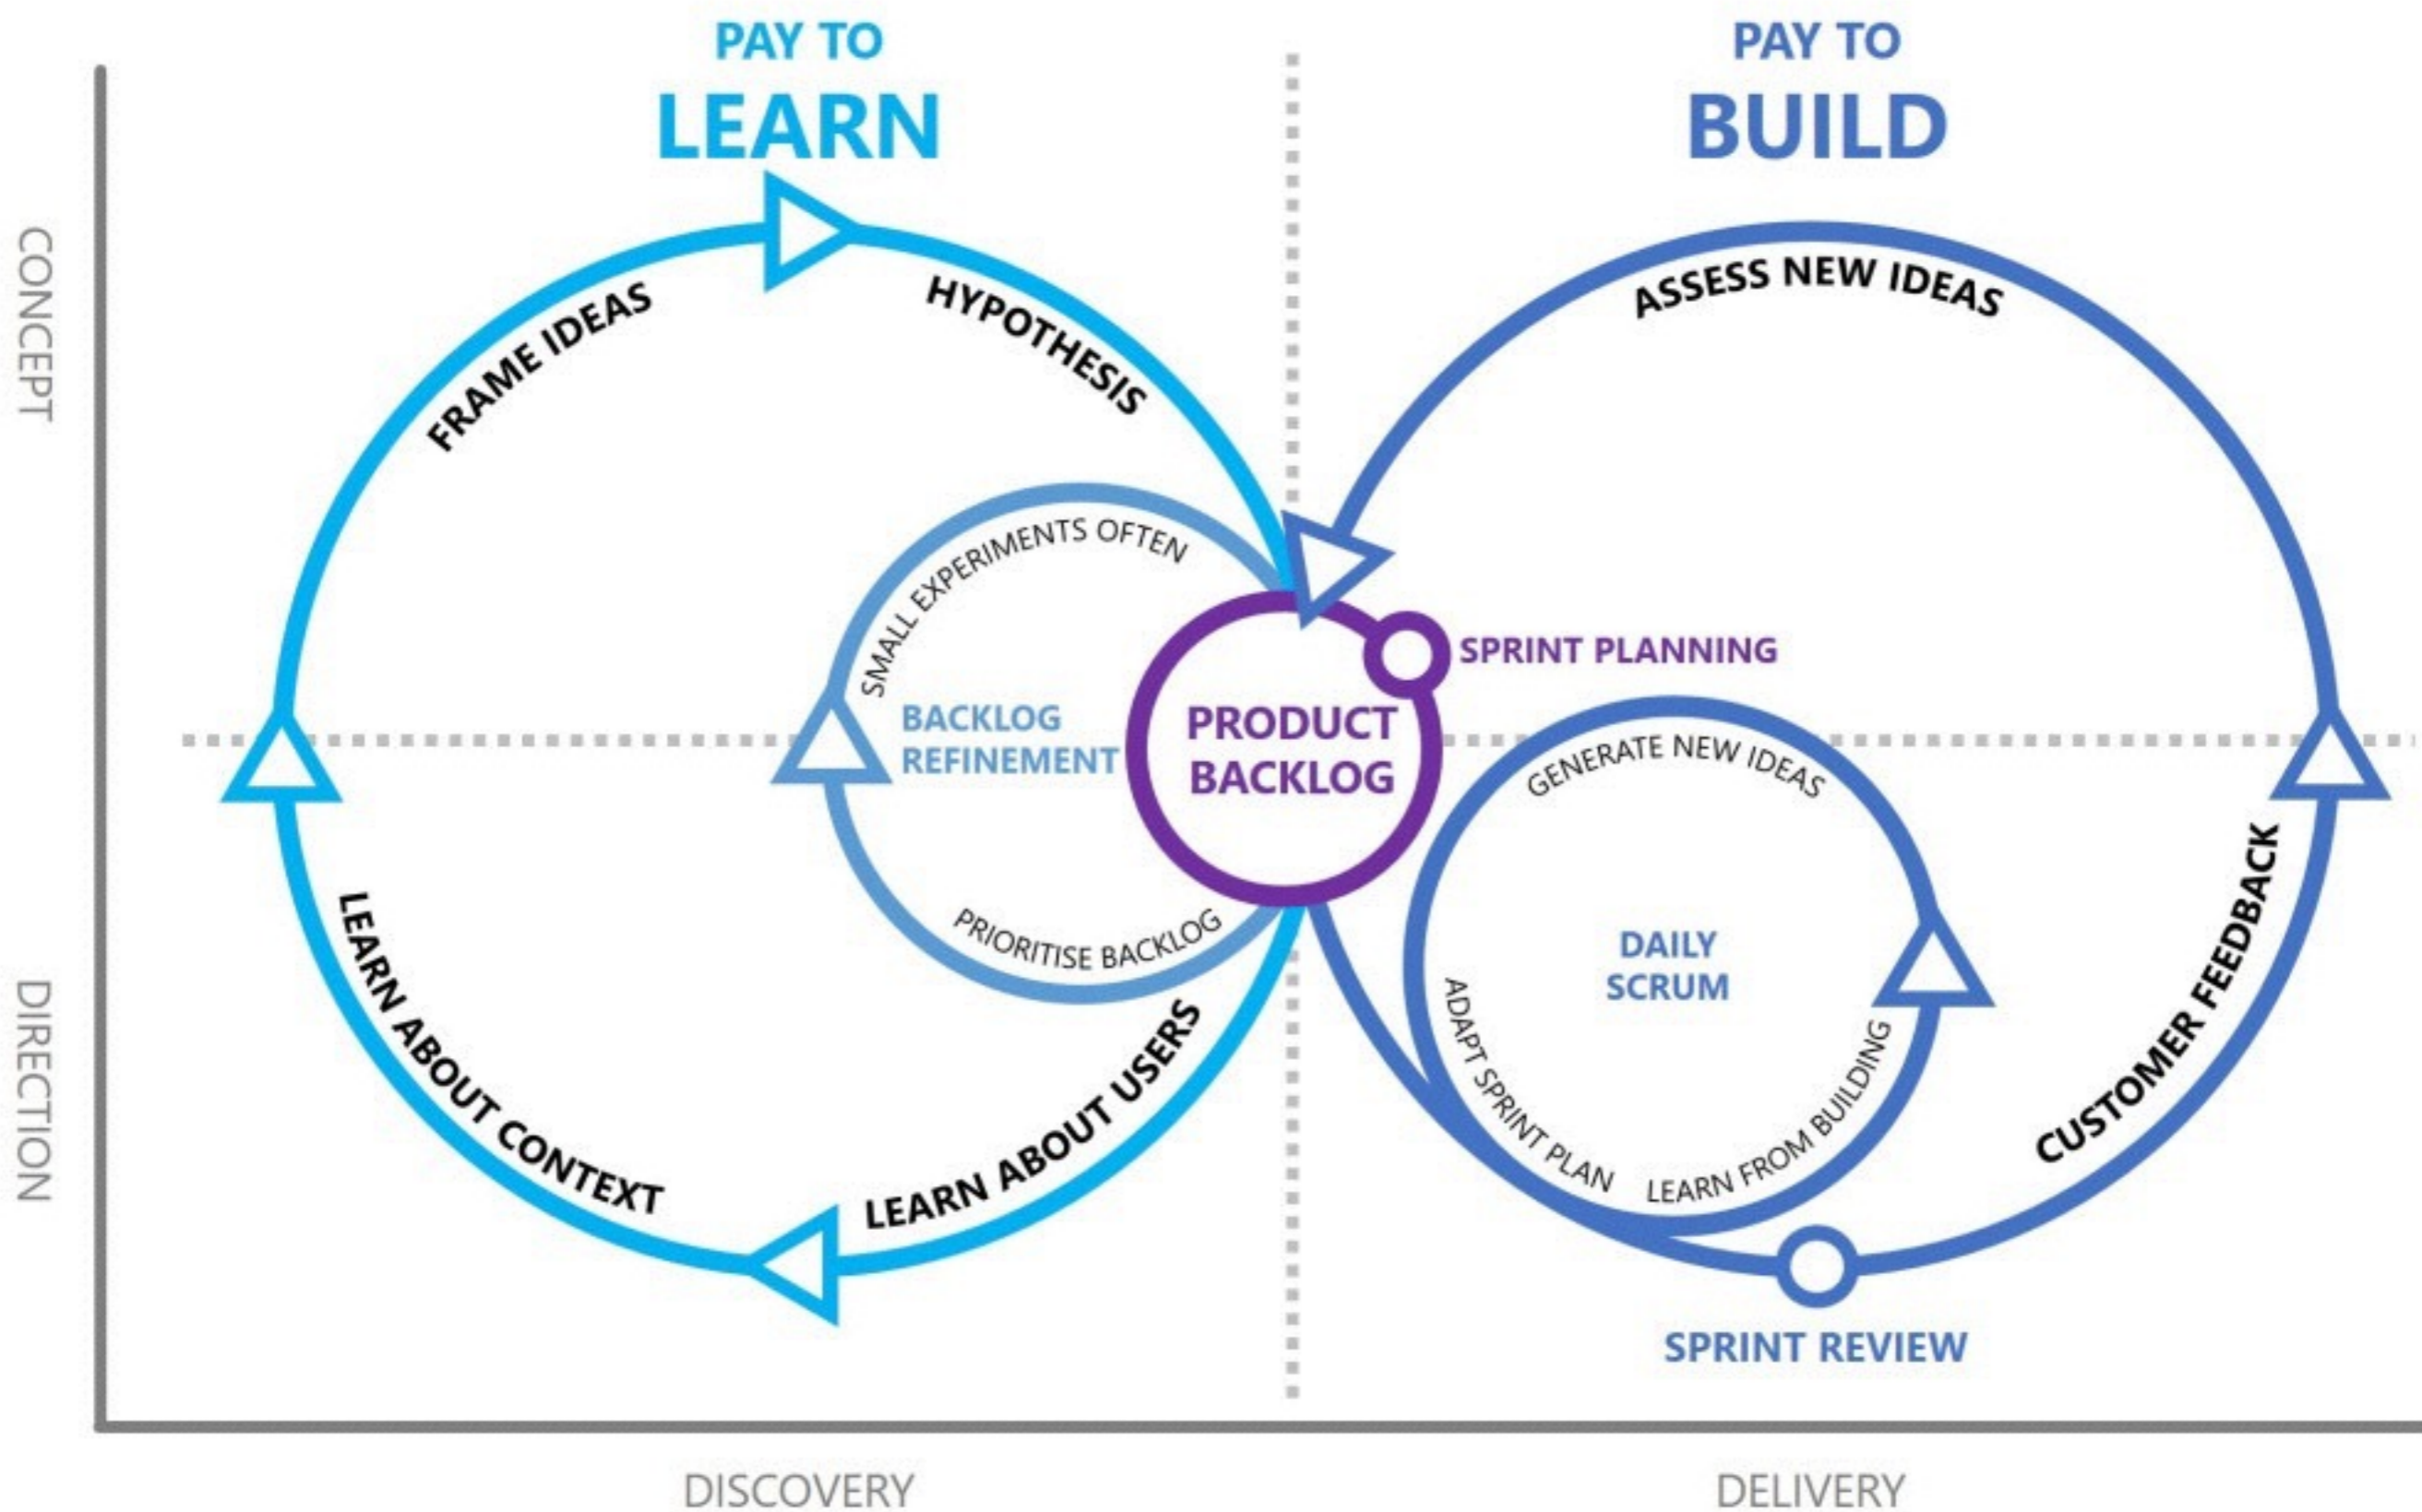 PAY TO
LEARN
PAY TO
BUILD
CONCEPT
DIRECTION
FRAME IDEAS
HYPOTHESIS
ASSESS NEW IDEAS
SMALL EXPERIMENTS OFTEN
BACKLOG
REFINEMENT
PRIORITISE BACKLOG
PRODUCT
BACKLOG
SPRINT PLANNING
GENERATE NEW IDEAS
DAILY
SCRUM
ADAPT SPRINT PLAN
LEARN FROM BUILDING
CUSTOMER FEEDBACK
LEARN ABOUT CONTEXT
LEARN ABOUT USERS
SPRINT REVIEW
DISCOVERY
DELIVERY